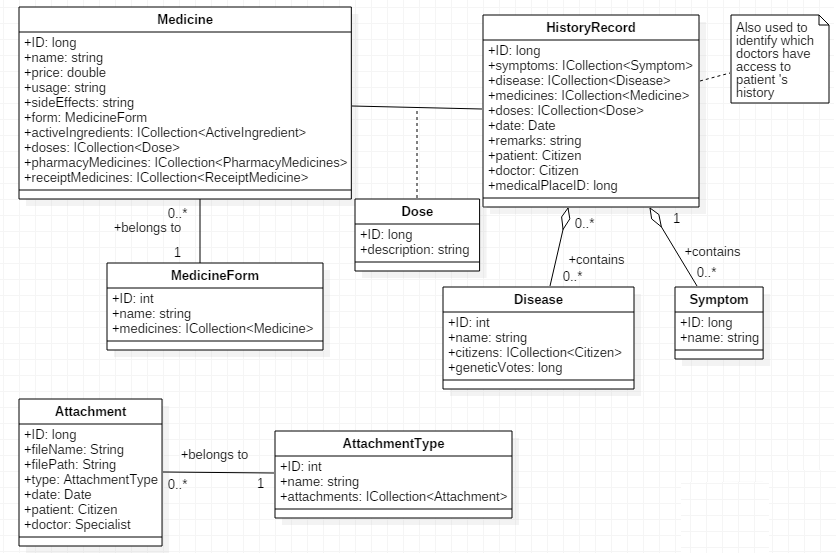 Medicine
+ID: long
+name: string
+price: double
+usage: string
+sideEffects: string
+form: MedicineForm
+activeIngredients: ICollection<ActiveIngredient>
+doses: ICollection<Dose>
+pharmacyMedicines: ICollection<PharmacyMedicines>
+receiptMedicines: ICollection<ReceiptMedicine>
HistoryRecord
+ID: long
+symptoms: ICollection<Symptom>
+disease: ICollection<Disease>
+medicines: ICollection<Medicine>
+doses: ICollection<Dose>
+date: Date
+remarks: string
+patient: Citizen
+doctor: Citizen
+medicalPlaceID: long
Also used to
identify which
doctors have
access to
patient 's
history
0..*
+belongs to
1
Dose
+ID: long
+description: string
0..*
+contains
0..*
1
+contains
0..*
MedicineForm
+ID: int
+name: string
+medicines: ICollection<Medicine>
Disease
+ID: int
+name: string
+citizens: ICollection<Citizen>
+geneticVotes: long
Symptom
+ID: long
+name: string
Attachment
+ID: long
+fileName: String
+filePath: String
+type: AttachmentType
+date: Date
+patient: Citizen
+doctor: Specialist
+belongs to
0..*
1
AttachmentType
+ID: int
+name: string
+attachments: ICollection<Attachment>